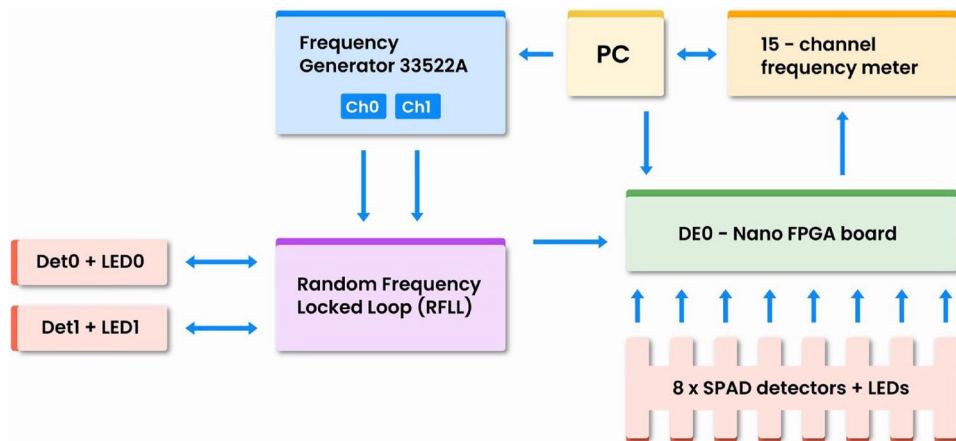 Frequency
Generator 33522A
Ch0 Ch1
PC
15 - channel
frequency meter
DE0 - Nano FPGA board
Det0 + LED0
Det1 + LED1
Random Frequency
Locked Loop (RFLL)
8 x SPAD detectors + LEDs